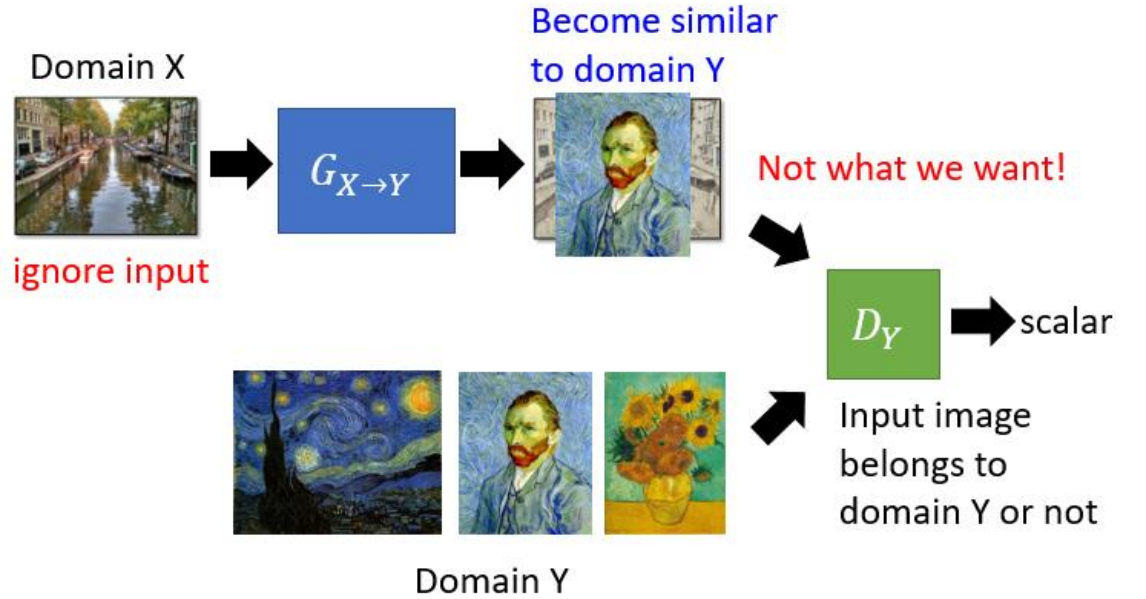 Become similar
to domain Y
Domain X
G_{X→Y}
Not what we want!
ignore input
D_Y
scalar
Input image
belongs to
domain Y or not
Domain Y